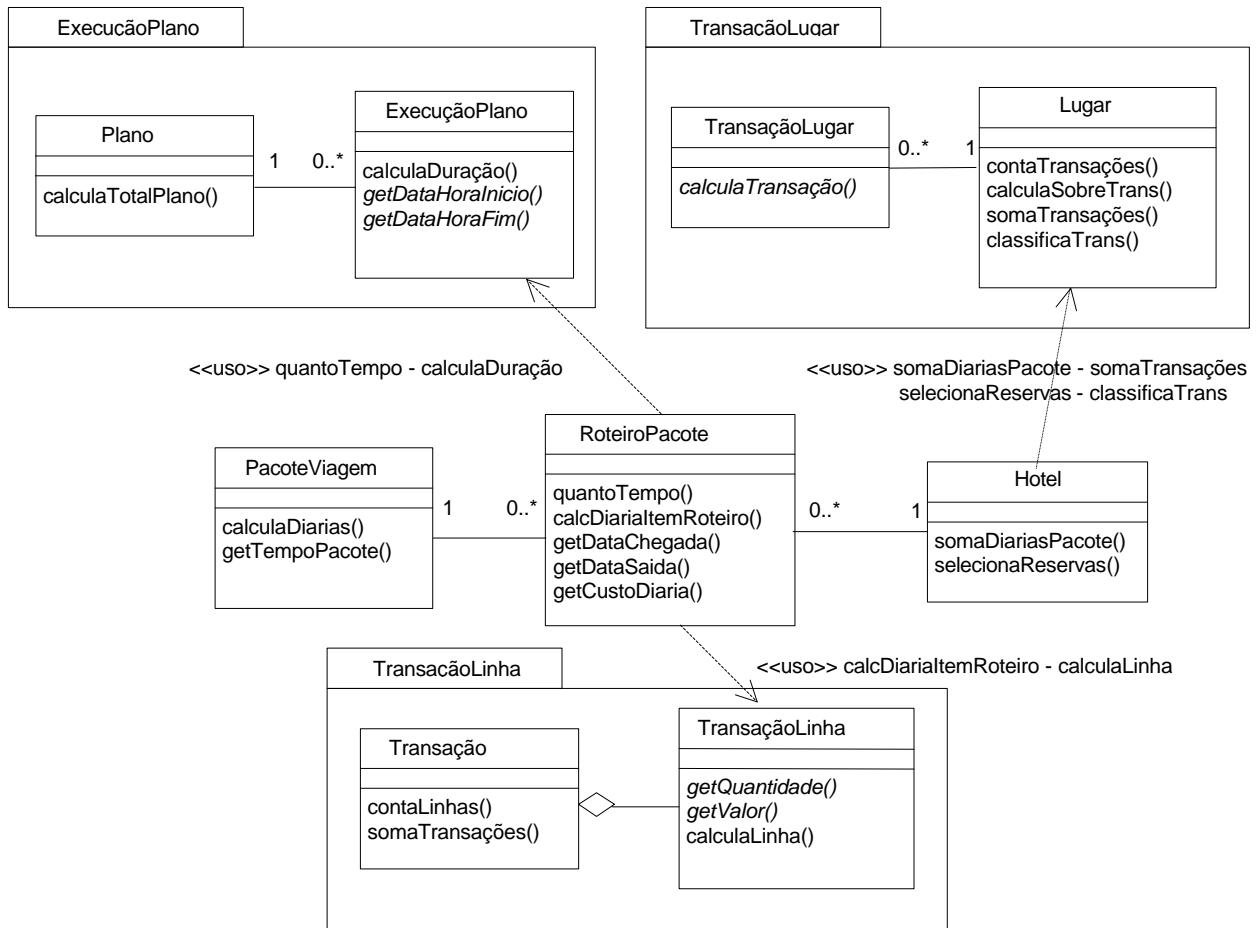 ExecucãoPlano
Plano
calculaTotalPlano()
1
0..*
ExecuçãoPlano
calculaDuração()
getDataHoraInicio()
getDataHoraFim()
TransaçãoLugar
TransaçãoLugar
calculaTransação()
0..*
1
Lugar
contaTransações()
calculaSobreTrans()
somaTransações()
classificaTrans()
<<uso>> quantoTempo - calculaDuração
<<uso>> somaDiariasPacote - somaTransações
selecionaReservas - classificaTrans
PacoteViagem
calculaDiarias()
getTempoPacote()
1
0..*
RoteiroPacote
quantoTempo()
calcDiariaItemRoteiro()
getDataChegada()
getDataSaida()
getCustoDiaria()
0..*
1
Hotel
somaDiariasPacote()
selecionaReservas()
<<uso>> calcDiariaItemRoteiro - calculaLinha
TransacãoLinha
Transação
contaLinhas()
somaTransações()
TransaçãoLinha
getQuantidade()
getValor()
calculaLinha()